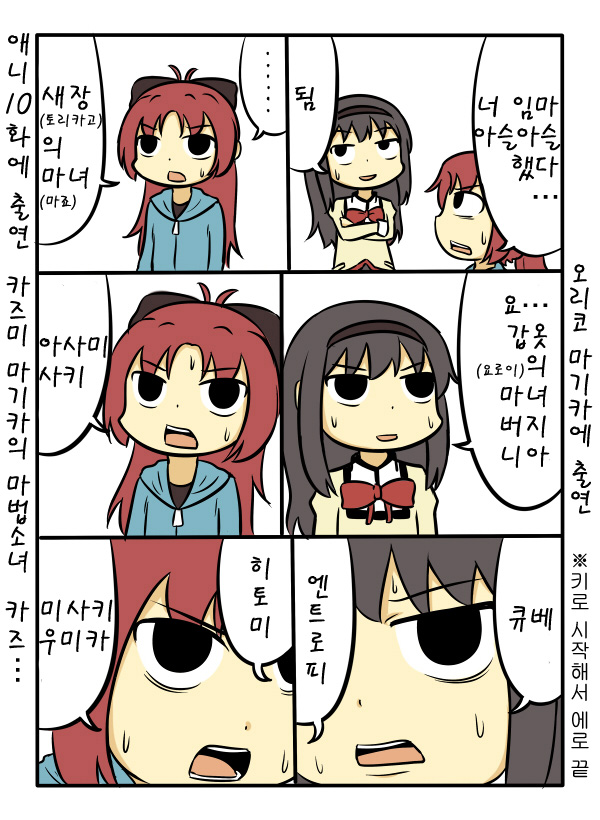 너 임마
아슬아슬
했다
…
됨
……
새장
(토리카고)
의
마녀
(마죠)
애니10화에 출연
요…
갑옷
(요로이)의
마녀
버지
니아
오리코 마기카에 출연
아사미
사키
카즈미 마기카의 마법소녀 카즈…
큐베
엔트로피
※키로 시작해서 에로 끝
히토미
미사키
우미카